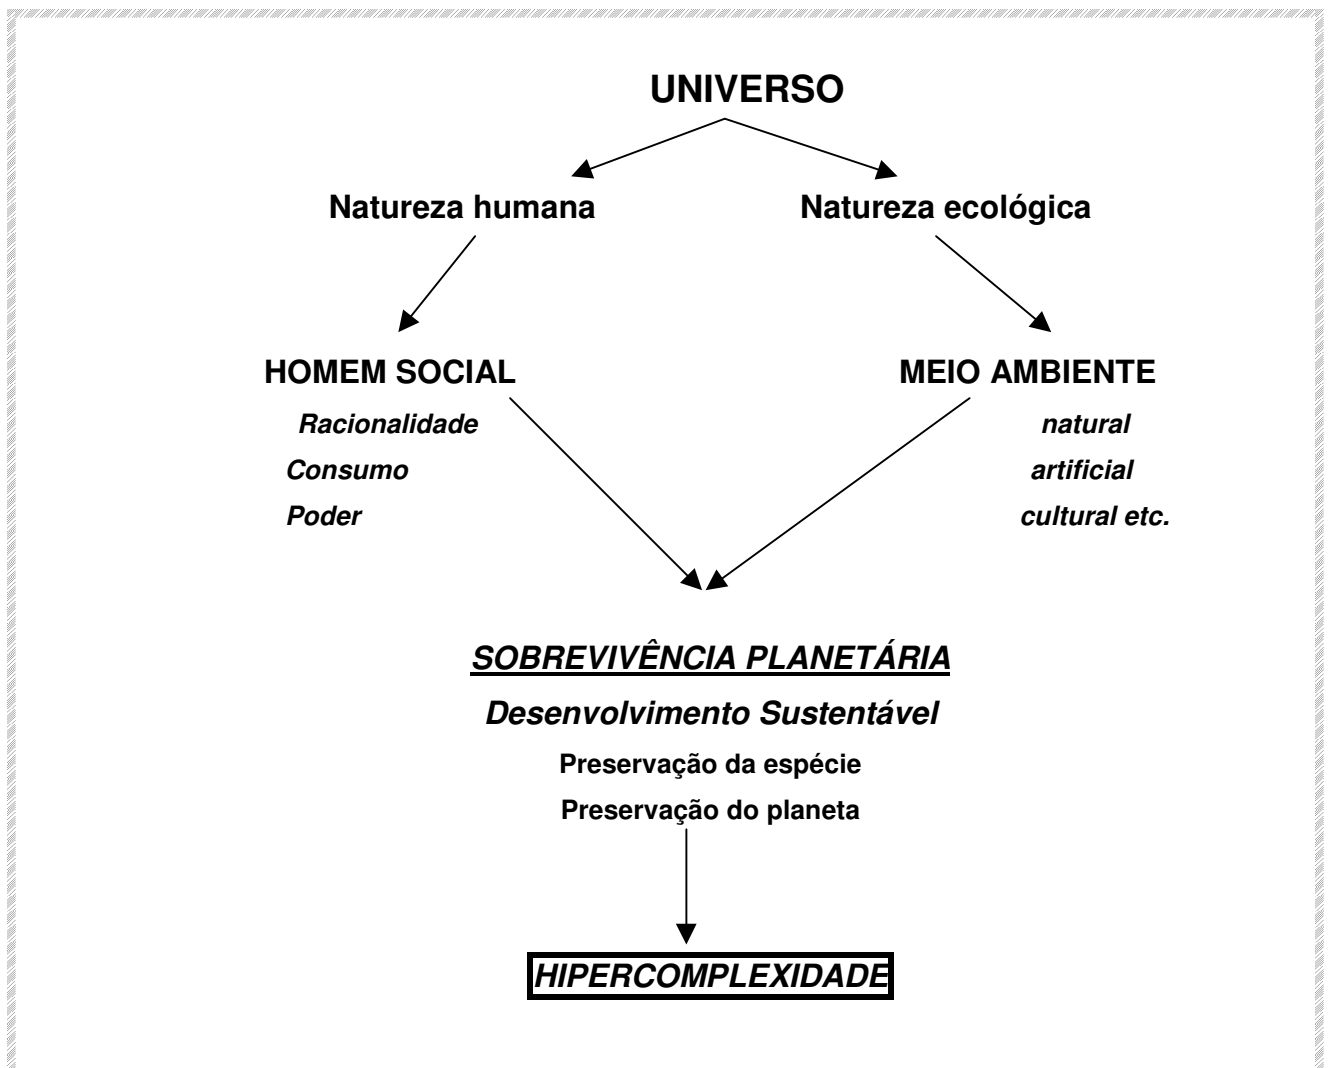 UNIVERSO
Natureza humana
Natureza ecológica
HOMEM SOCIAL
Racionalidade
Consumo
Poder
MEIO AMBIENTE
natural
artificial
cultural etc.
SOBREVIVÊNCIA PLANETÁRIA
Desenvolvimento Sustentável
Preservação da espécie
Preservação do planeta
HIPERCOMPLEXIDADE